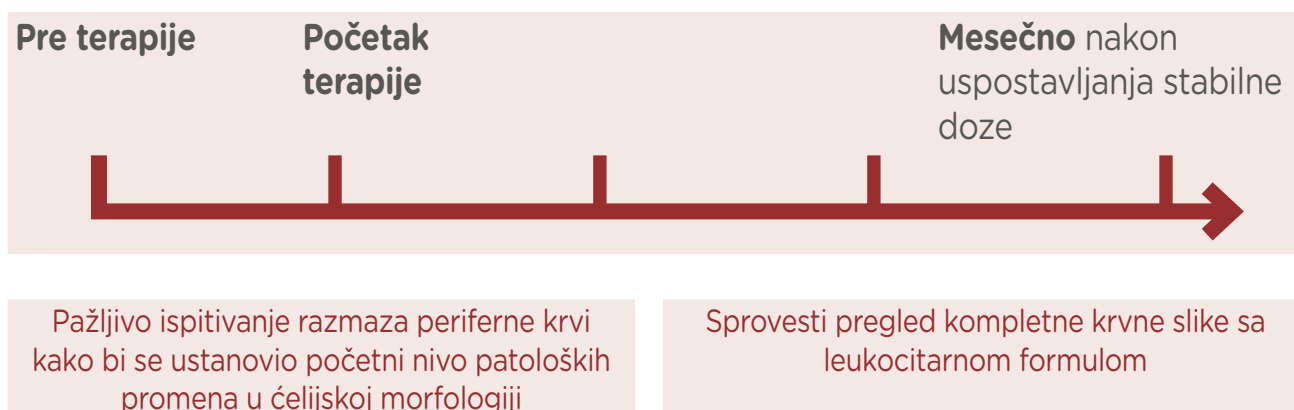 Pre terapije
Početak
terapije
Mesečno nakon
uspostavljanja stabilne
doze
Pažljivo ispitivanje razmaza periferne krvi
kako bi se ustanovio početni nivo patoloških
promena u ćelijskoj morfologiji
Sprovesti pregled kompletne krvne slike sa
leukocitarnom formulom